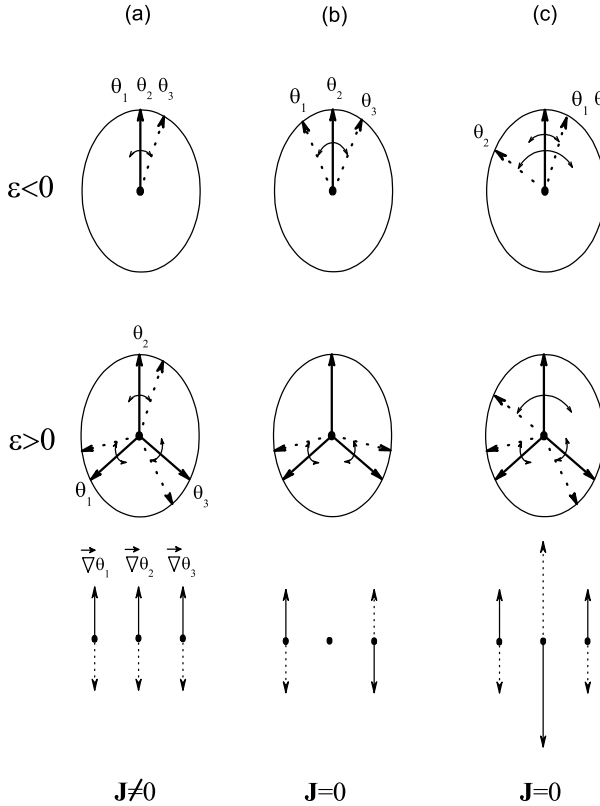 (a) (b) (c)
θ₁ θ₂ θ₃ θ₁ θ₂ θ₃ θ₂ θ₁ θ
ε<0
θ₂
ε>0
θ₁ θ₃
∇⃗θ₁ ∇⃗θ₂ ∇⃗θ₃
J≠0 J=0 J=0